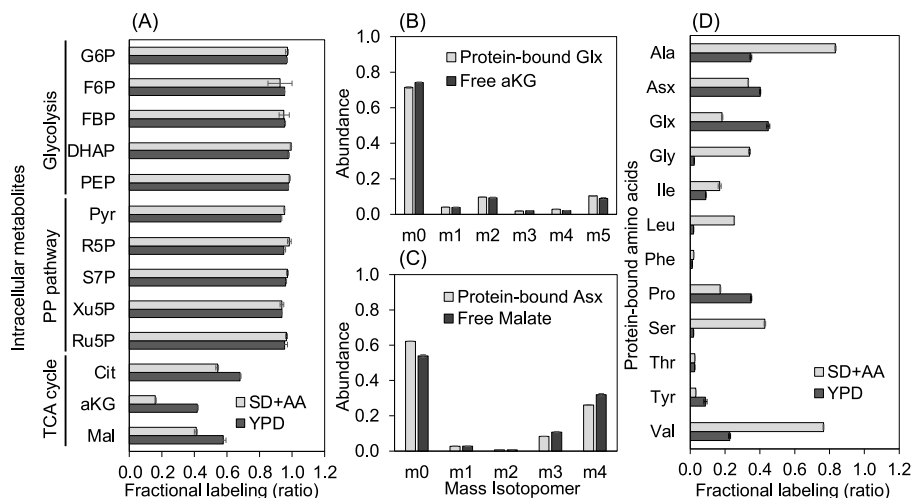 (A)
Intracellular metabolites
Glycolysis
PP pathway
TCA cycle
G6P
F6P
FBP
DHAP
PEP
Pyr
R5P
S7P
Xu5P
Ru5P
Cit
aKG
Mal
SD+AA
YPD
0.0 0.2 0.4 0.6 0.8 1.0 1.2
Fractional labeling (ratio)
(B)
Protein-bound Glx
Free aKG
Abundance
1.0
0.8
0.6
0.4
0.2
0.0
m0 m1 m2 m3 m4 m5
(C)
Protein-bound Asx
Free Malate
Abundance
1.0
0.8
0.6
0.4
0.2
0.0
m0 m1 m2 m3 m4
Mass Isotopomer
(D)
Protein-bound amino acids
Ala
Asx
Glx
Gly
Ile
Leu
Phe
Pro
Ser
Thr
Tyr
Val
SD+AA
YPD
0.0 0.2 0.4 0.6 0.8 1.0 1.2
Fractional labeling (ratio)